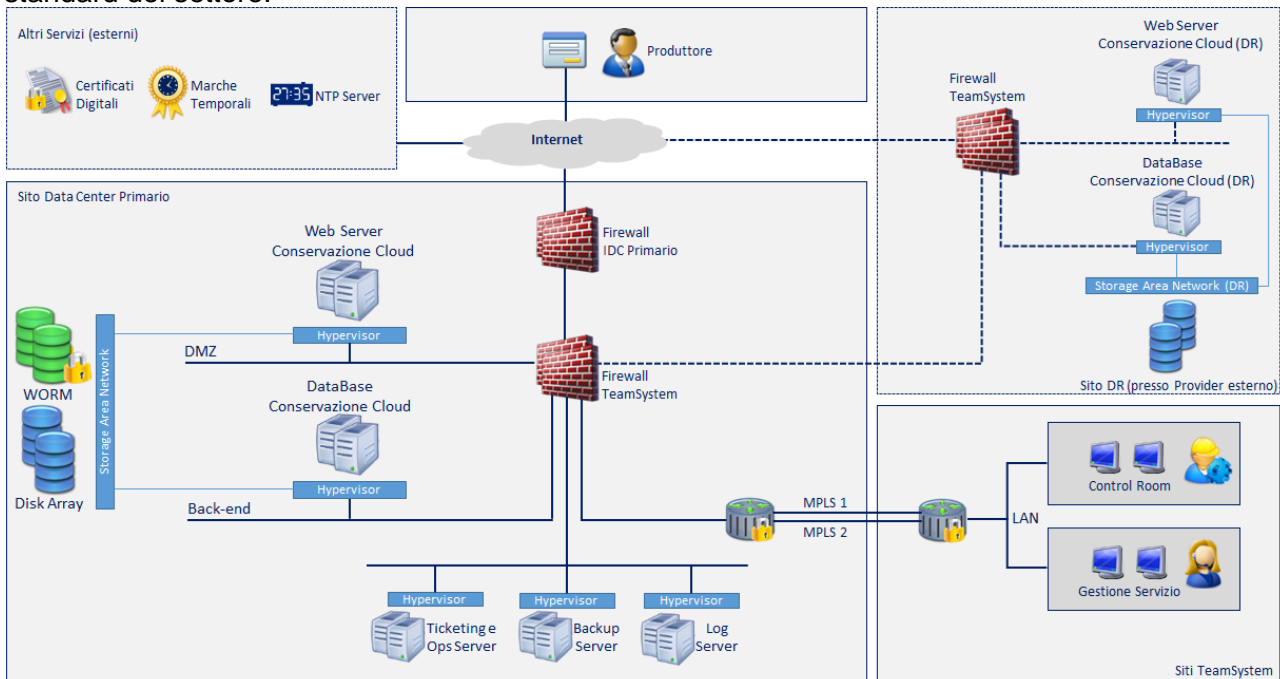 standard del settore.
Altri Servizi (esterni)
Certificati
Digitali
Marche
Temporali
27:35 NTP Server
Produttore
Internet
Firewall
TeamSystem
Web Server
Conservazione Cloud (DR)
Hypervisor
DataBase
Conservazione Cloud (DR)
Hypervisor
Storage Area Network (DR)
Sito DR (presso Provider esterno)
Sito Data Center Primario
Web Server
Conservazione Cloud
Hypervisor
DMZ
Firewall
IDC Primario
Firewall
TeamSystem
WORM
Disk Array
Storage Area Network
DataBase
Conservazione Cloud
Hypervisor
Back-end
MPLS 1
MPLS 2
Hypervisor
Ticketing e
Ops Server
Hypervisor
Backup
Server
Hypervisor
Log
Server
LAN
Control Room
Gestione Servizio
Siti TeamSystem